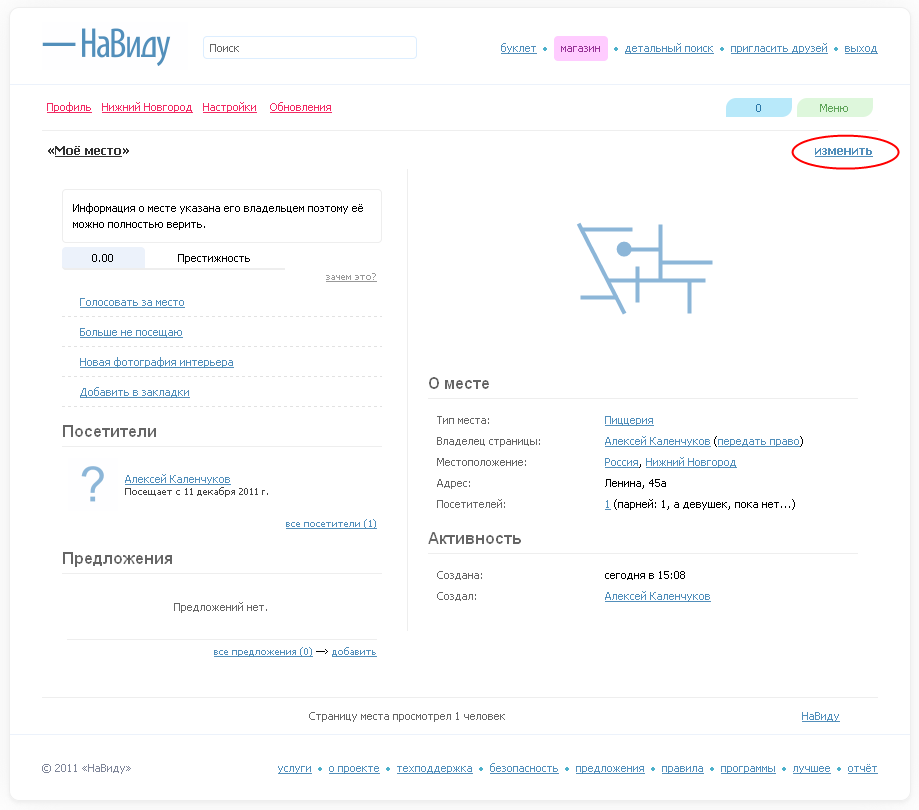 НаВиду
Поиск
буклет • магазин • детальный поиск • пригласить друзей • выход
Профиль Нижний Новгород Настройки Обновления
0 Меню
«Моё место»
изменить
Информация о месте указана его владельцем поэтому её
можно полностью верить.
0.00 Престижность
зачем это?
Голосовать за место
Больше не посещаю
Новая фотография интерьера
Добавить в закладки
Посетители
?
Алексей Каленчуков
Посещает с 11 декабря 2011 г.
все посетители (1)
Предложения
Предложений нет.
все предложения (0) → добавить
О месте
Тип места: Пиццерия
Владелец страницы: Алексей Каленчуков (передать право)
Местоположение: Россия, Нижний Новгород
Адрес: Ленина, 45а
Посетителей: 1 (парней: 1, а девушек, пока нет...)
Активность
Создана: сегодня в 15:08
Создал: Алексей Каленчуков
Страницу места просмотрел 1 человек
НаВиду
© 2011 «НаВиду»
услуги • о проекте • техподдержка • безопасность • предложения • правила • программы • лучшее • отчёт